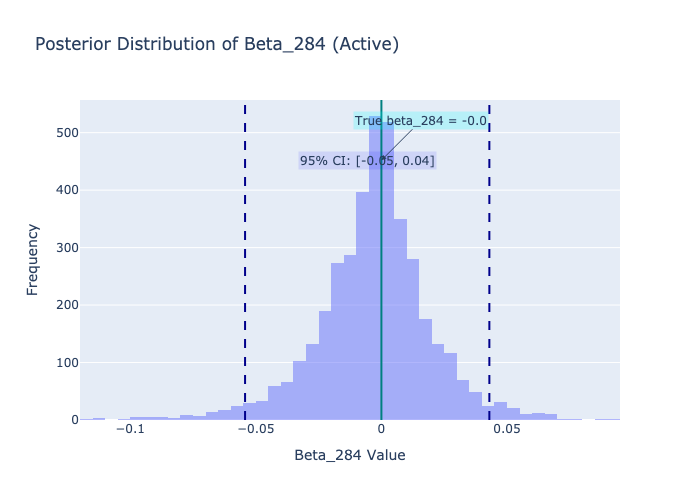 Posterior Distribution of Beta_284 (Active)
True beta_284 = -0.0
95% CI: [-0.05, 0.04]
500
400
300
200
100
0
−0.1
−0.05
0
0.05
Frequency
Beta_284 Value